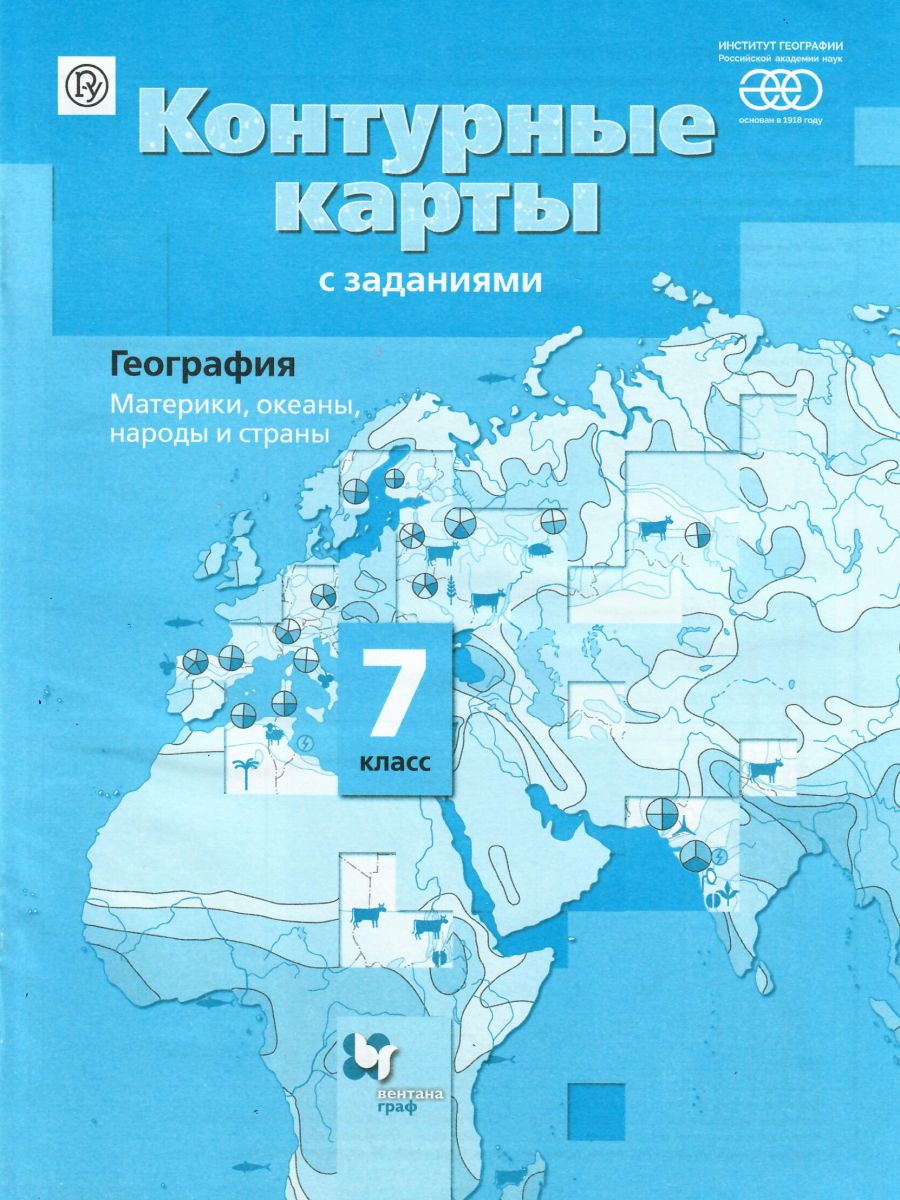 РУ
ИНСТИТУТ ГЕОГРАФИИ
Российской академии наук
основан в 1918 году
Контурные
карты
с заданиями
География
Материки, океаны,
народы и страны
7
класс
вентана
граф